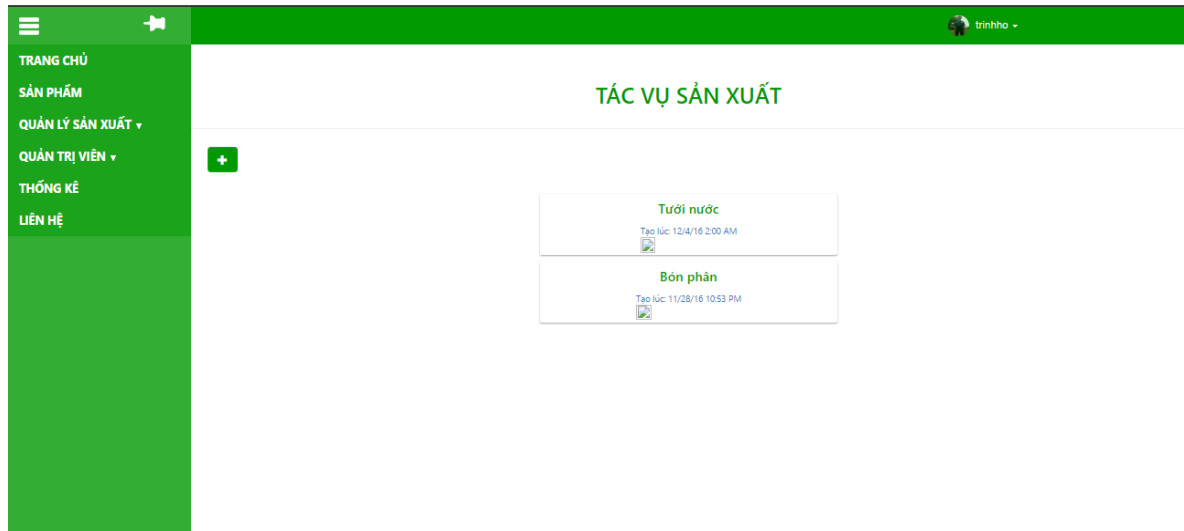 trinhho
TRANG CHỦ
SẢN PHẨM
QUẢN LÝ SẢN XUẤT ▾
QUẢN TRỊ VIÊN ▾
THỐNG KÊ
LIÊN HỆ
TÁC VỤ SẢN XUẤT
Tưới nước
Tạo lúc: 12/4/16 2:00 AM
Bón phân
Tạo lúc: 11/28/16 10:53 PM